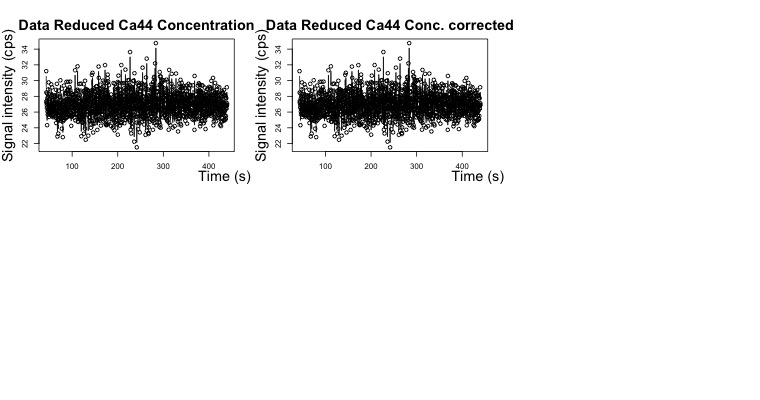 Data Reduced Ca44 Concentration
Signal intensity (cps)
34
32
30
28
26
24
22
100 200 300 400
Time (s)
Data Reduced Ca44 Conc. corrected
Signal intensity (cps)
34
32
30
28
26
24
22
100 200 300 400
Time (s)